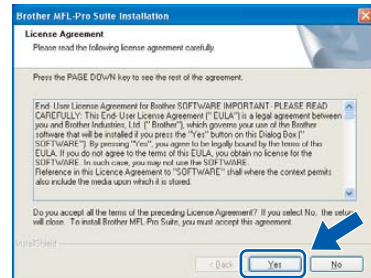 Brother MFL-Pro Suite Installation
License Agreement
Please read the following license agreement carefully.
Press the PAGE DOWN key to see the rest of the agreement.
End- User License Agreement for Brother SOFTWARE IMPORTANT- PLEASE READ
CAREFULLY: This End- User License Agreement (" EULA") is a legal agreement between
you and Brother Industries, Ltd. (" Brother"), which governs your use of the Brother
software that will be installed if you press the "Yes" button on this Dialog Box ("
SOFTWARE"). By pressing "Yes", you agree to be legally bound by the terms of this
EULA. If you do not agree to the terms of this EULA, you obtain no license for the
SOFTWARE. In such case, you may not use the SOFTWARE.
Reference in this Licence Agreement to "SOFTWARE" shall where the context permits
also include the media upon which it is stored.
Do you accept all the terms of the preceding License Agreement? If you select No, the setup
will close. To install Brother MFL-Pro Suite, you must accept this agreement.
InstallShield
< Back
Yes
No